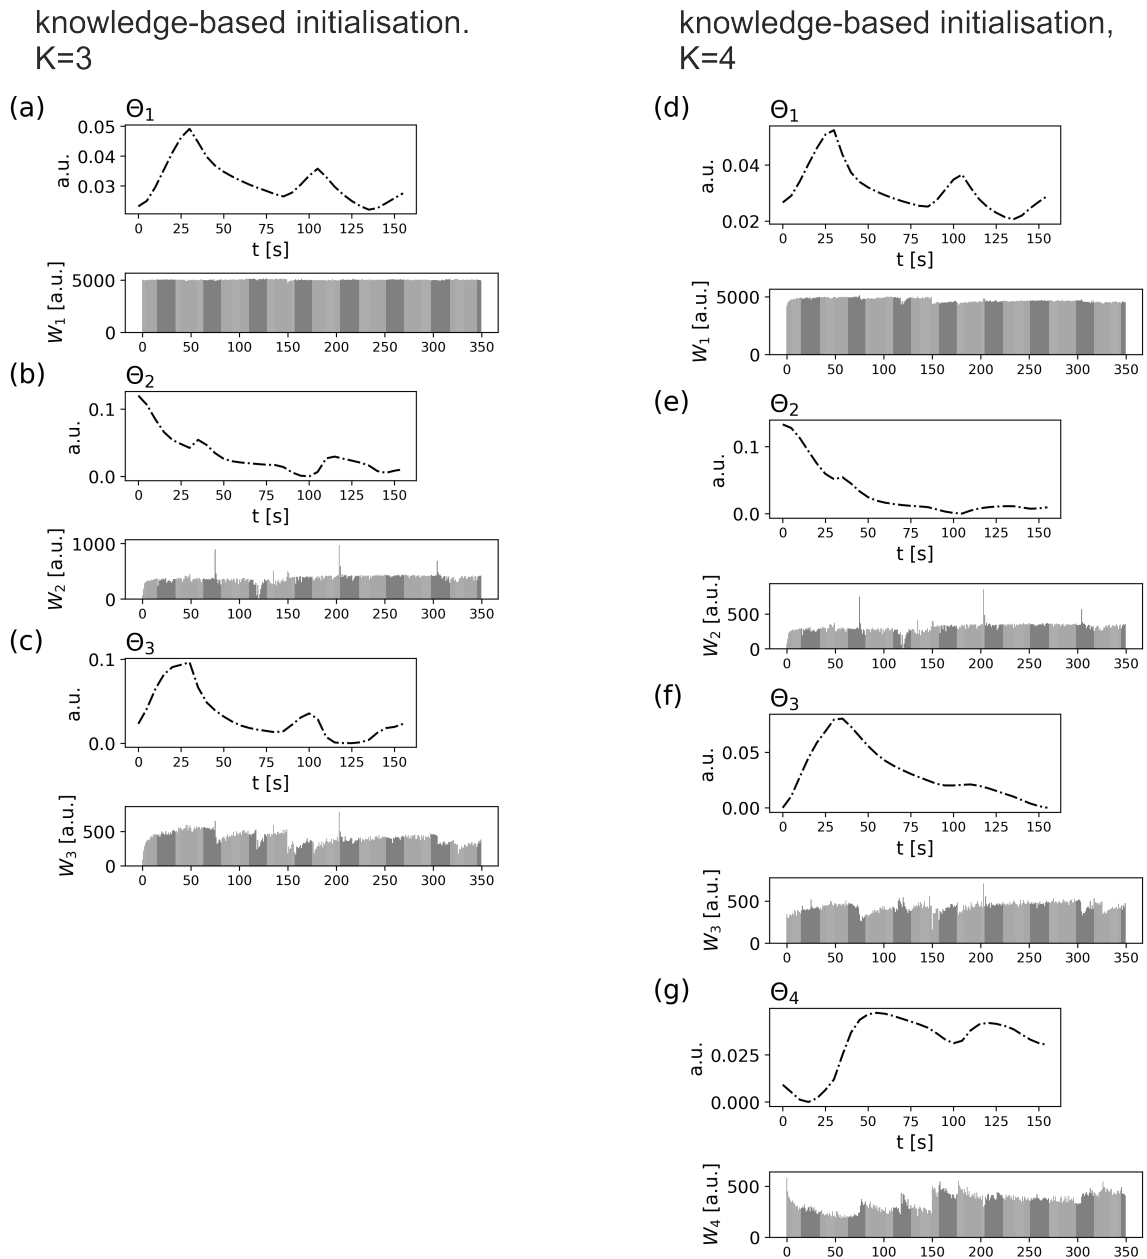 knowledge-based initialisation.
K=3
(a)
Θ1
0.05
0.04
0.03
a.u.
0 25 50 75 100 125 150
t [s]
5000
0
W1 [a.u.]
0 50 100 150 200 250 300 350
(b)
Θ2
0.1
0.0
a.u.
0 25 50 75 100 125 150
t [s]
1000
0
W2 [a.u.]
0 50 100 150 200 250 300 350
(c)
Θ3
0.1
0.0
a.u.
0 25 50 75 100 125 150
t [s]
500
0
W3 [a.u.]
0 50 100 150 200 250 300 350
knowledge-based initialisation,
K=4
(d)
Θ1
0.04
0.02
a.u.
0 25 50 75 100 125 150
t [s]
5000
0
W1 [a.u.]
0 50 100 150 200 250 300 350
(e)
Θ2
0.1
0.0
a.u.
0 25 50 75 100 125 150
t [s]
500
0
W2 [a.u.]
0 50 100 150 200 250 300 350
(f)
Θ3
0.05
0.00
a.u.
0 25 50 75 100 125 150
t [s]
500
0
W3 [a.u.]
0 50 100 150 200 250 300 350
(g)
Θ4
0.025
0.000
a.u.
0 25 50 75 100 125 150
t [s]
500
0
W4 [a.u.]
0 50 100 150 200 250 300 350